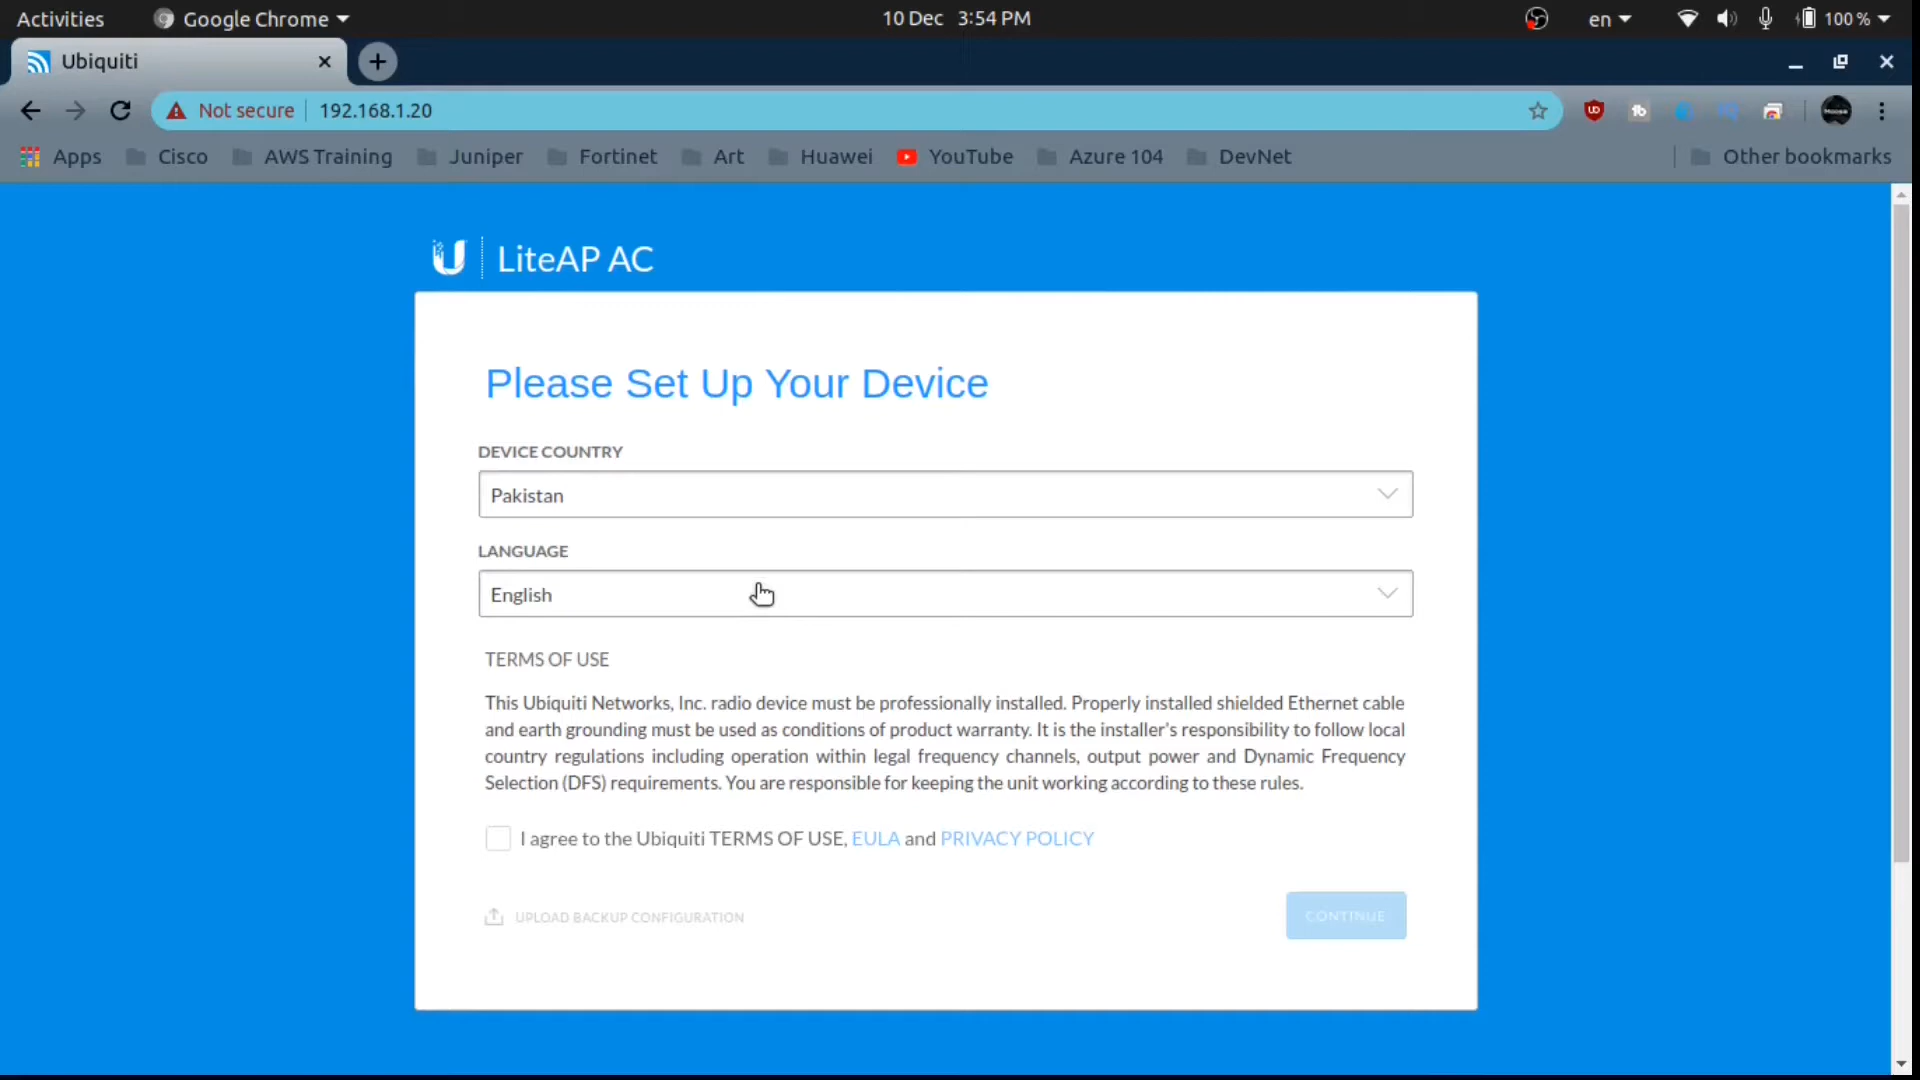 Activities Google Chrome 10 Dec 3:54 PM en 100 %
Ubiquiti
Not secure 192.168.1.20
Apps Cisco AWS Training Juniper Fortinet Art Huawei YouTube Azure 104 DevNet Other bookmarks
LiteAP AC
Please Set Up Your Device
DEVICE COUNTRY
Pakistan
LANGUAGE
English
TERMS OF USE
This Ubiquiti Networks, Inc. radio device must be professionally installed. Properly installed shielded Ethernet cable
and earth grounding must be used as conditions of product warranty. It is the installer's responsibility to follow local
country regulations including operation within legal frequency channels, output power and Dynamic Frequency
Selection (DFS) requirements. You are responsible for keeping the unit working according to these rules.
I agree to the Ubiquiti TERMS OF USE, EULA and PRIVACY POLICY
UPLOAD BACKUP CONFIGURATION CONTINUE